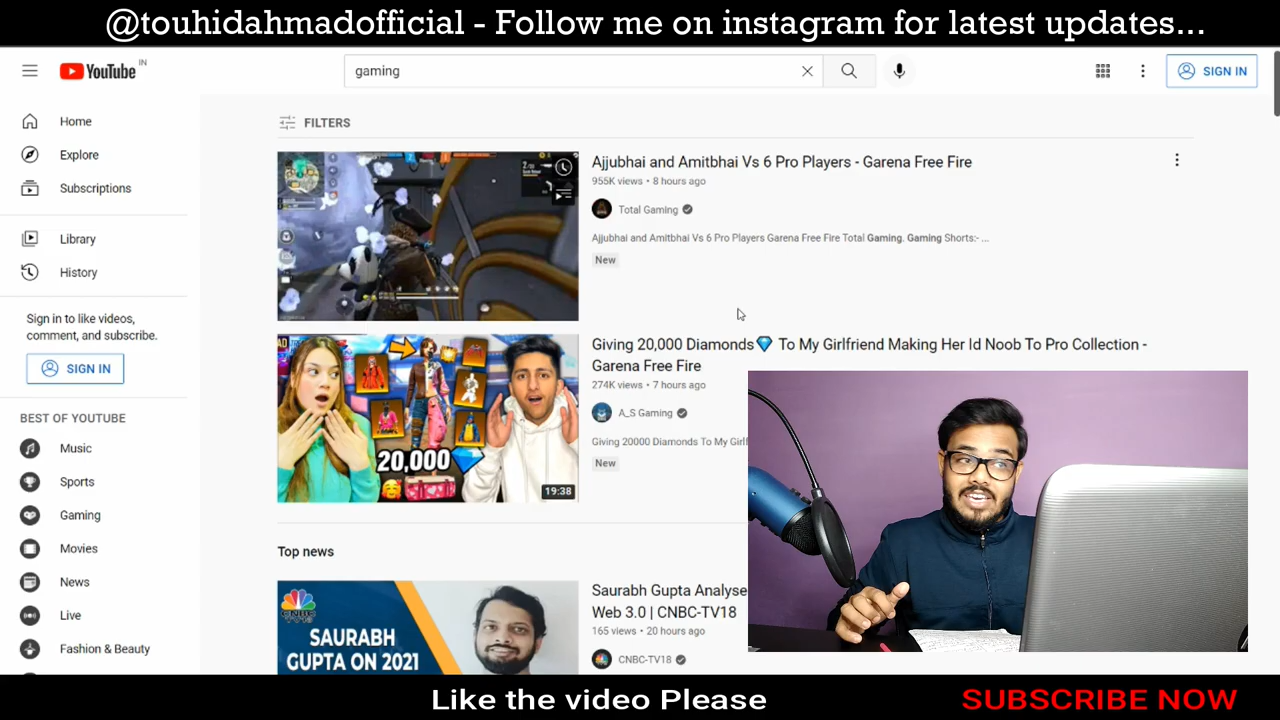 @touhidahmadofficial - Follow me on instagram for latest updates...
YouTube IN
gaming
SIGN IN
Home
Explore
Subscriptions
Library
History
Sign in to like videos,
comment, and subscribe.
SIGN IN
BEST OF YOUTUBE
Music
Sports
Gaming
Movies
News
Live
Fashion & Beauty
FILTERS
Ajjubhai and Amitbhai Vs 6 Pro Players - Garena Free Fire
955K views • 8 hours ago
Total Gaming
Ajjubhai and Amitbhai Vs 6 Pro Players Garena Free Fire Total Gaming. Gaming Shorts:- ...
New
20,000
19:38
Giving 20,000 Diamonds💎 To My Girlfriend Making Her Id Noob To Pro Collection -
Garena Free Fire
274K views • 7 hours ago
A_S Gaming
Giving 20000 Diamonds To My Girlf
New
Top news
CNBC
TV18
SAURABH
GUPTA ON 2021
Saurabh Gupta Analyse
Web 3.0 | CNBC-TV18
165 views • 20 hours ago
CNBC-TV18
Like the video Please
SUBSCRIBE NOW